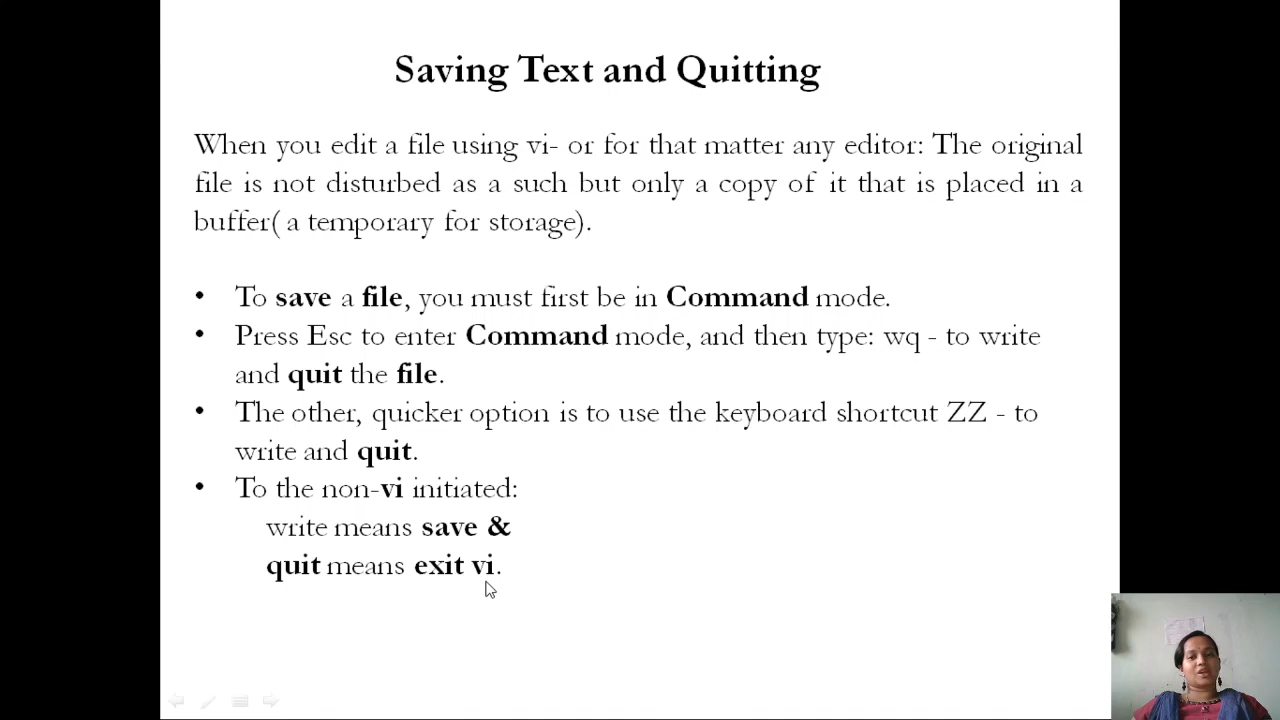 Saving Text and Quitting
When you edit a file using vi- or for that matter any editor: The original
file is not disturbed as a such but only a copy of it that is placed in a
buffer( a temporary for storage).
• To save a file, you must first be in Command mode.
• Press Esc to enter Command mode, and then type: wq - to write
and quit the file.
• The other, quicker option is to use the keyboard shortcut ZZ - to
write and quit.
• To the non-vi initiated:
write means save &
quit means exit vi.